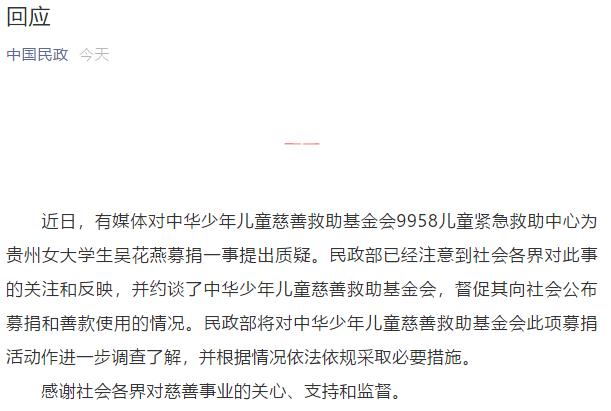 回应
中国民政 今天
近日，有媒体对中华少年儿童慈善救助基金会9958儿童紧急救助中心为
贵州女大学生吴花燕募捐一事提出质疑。民政部已经注意到社会各界对此事
的关注和反映，并约谈了中华少年儿童慈善救助基金会，督促其向社会公布
募捐和善款使用的情况。民政部将对中华少年儿童慈善救助基金会此项募捐
活动作进一步调查了解，并根据情况依法依规采取必要措施。
感谢社会各界对慈善事业的关心、支持和监督。